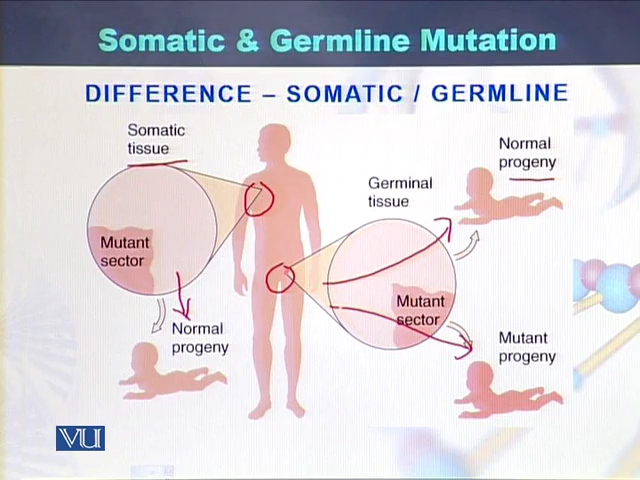 Somatic & Germline Mutation
DIFFERENCE – SOMATIC / GERMLINE
Somatic
tissue
Mutant
sector
Normal
progeny
Germinal
tissue
Mutant
sector
Normal
progeny
Mutant
progeny
VU